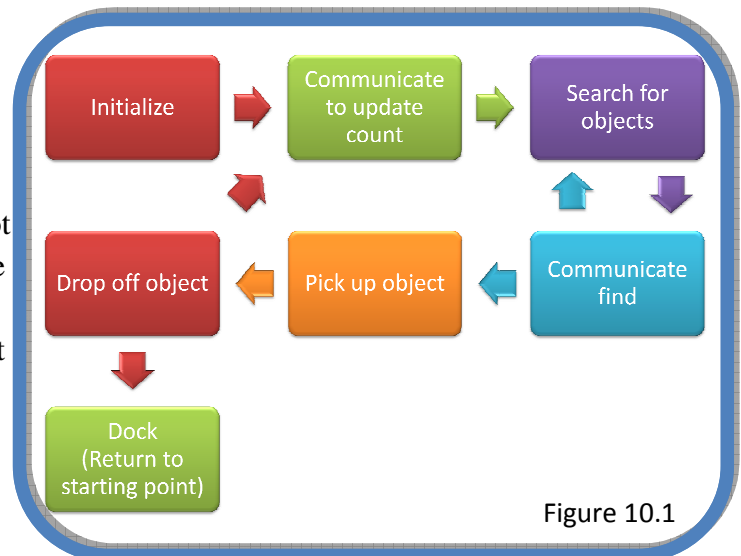 Initialize
Communicate
to update
count
Search for
objects
Drop off object
Pick up object
Communicate
find
Dock
(Return to
starting point)
Figure 10.1